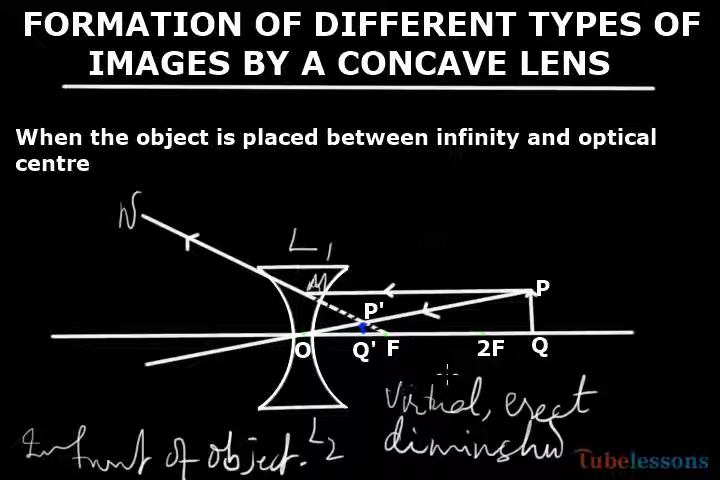 FORMATION OF DIFFERENT TYPES OF
IMAGES BY A CONCAVE LENS
When the object is placed between infinity and optical
centre
N
L1
M
P
P'
O
Q' F
2F
Q
L2
Virtual, erect
diminshed
In front of object.
Tubelessons